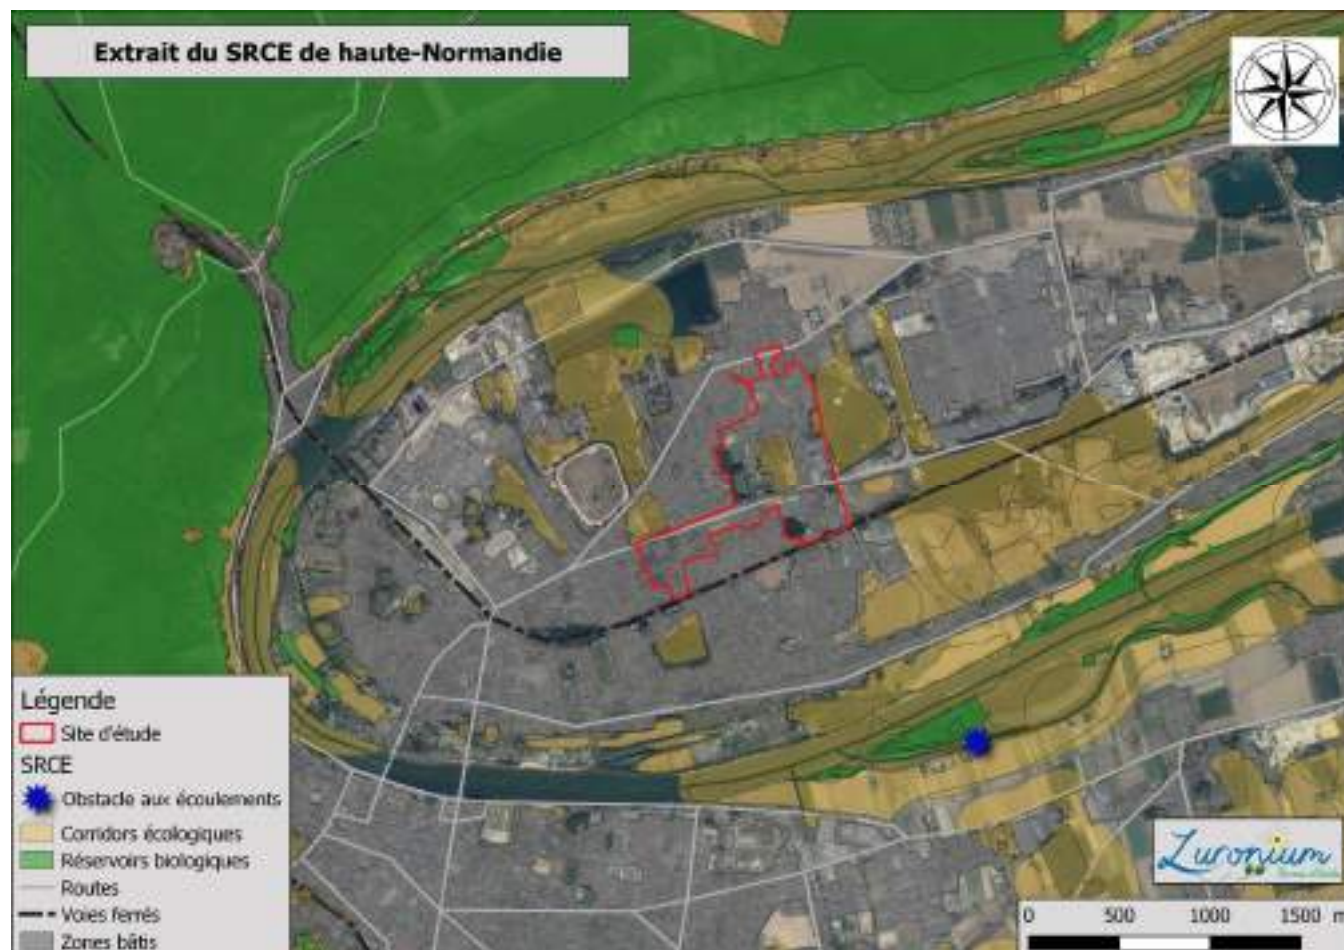 Extrait du SRCE de haute-Normandie
Légende
Site d'étude
SRCE
Obstacle aux écoulements
Corridors écologiques
Réservoirs biologiques
Routes
Voies ferrés
Zones bâtis
Luronium
0 500 1000 1500 m